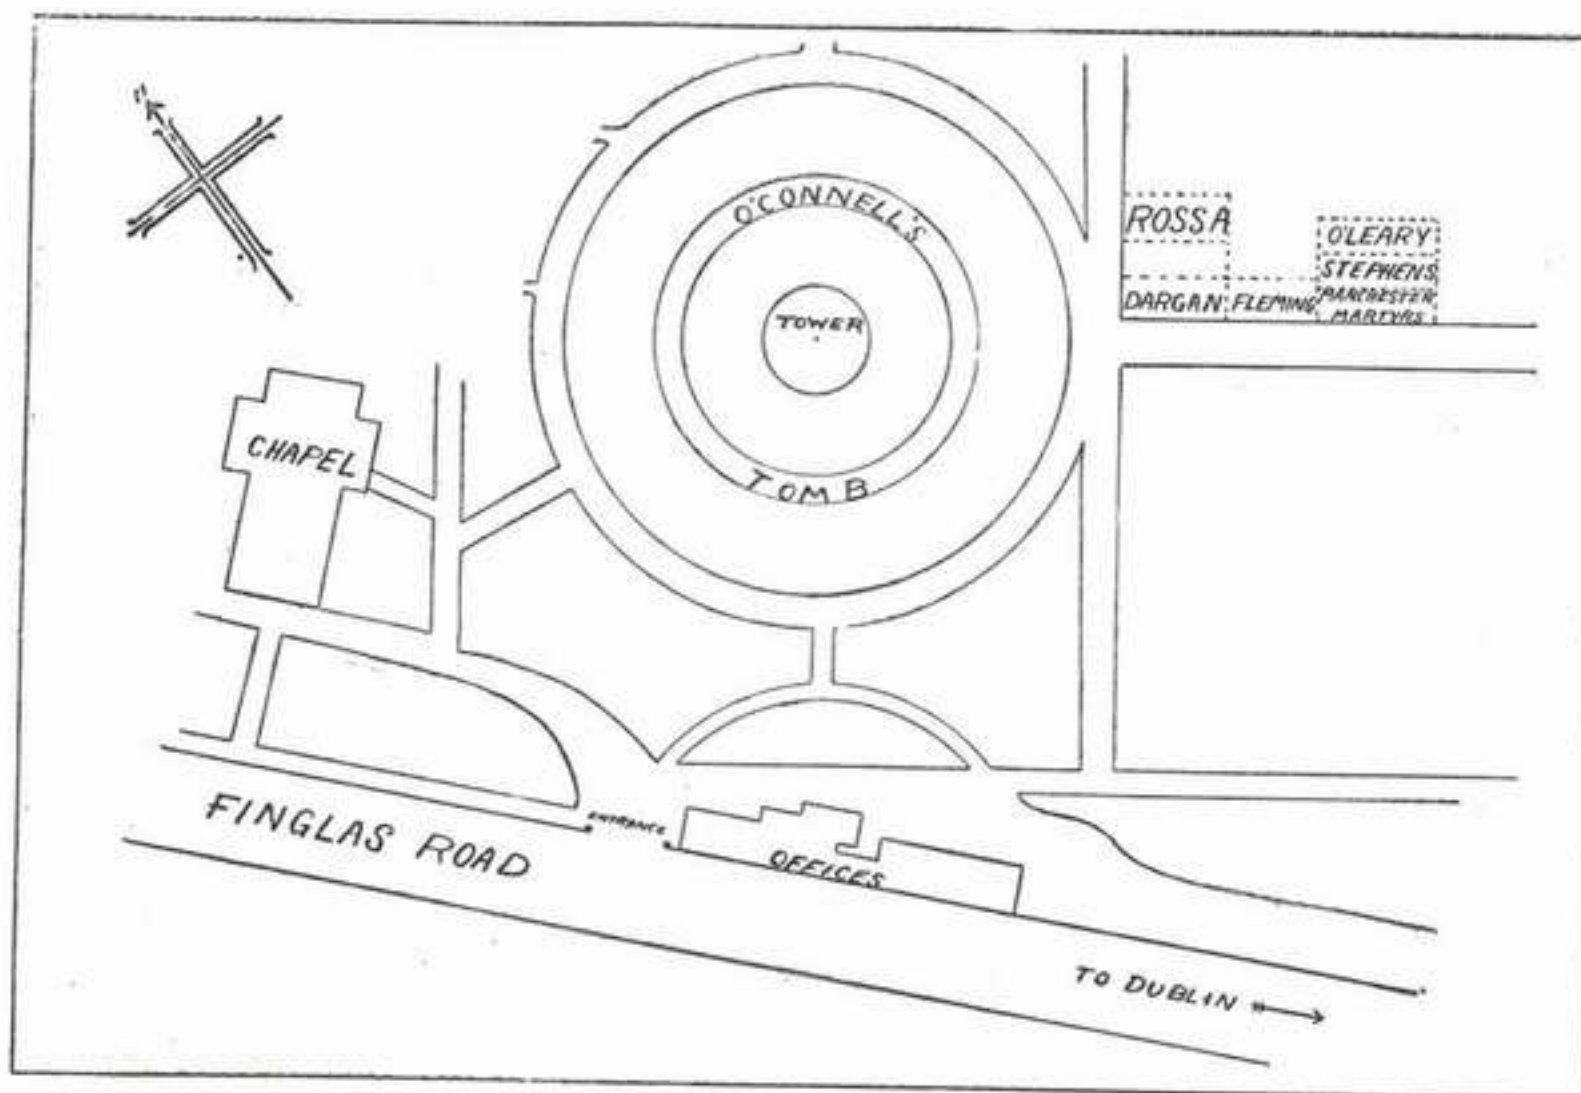 N
O'CONNELL'S
TOMB
TOWER
ROSSA
O'LEARY
STEPHENS
DARGAN FLEMING MANCHESTER
MARTYRS
CHAPEL
ENTRANCE
FINGLAS ROAD
OFFICES
TO DUBLIN